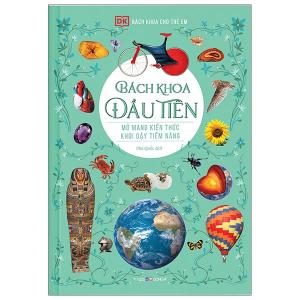 DK BÁCH KHOA CHO TRẺ EM
BÁCH KHOA
ĐẦU TIÊN
MỞ MANG KIẾN THỨC
KHƠI DẬY TIỀM NĂNG